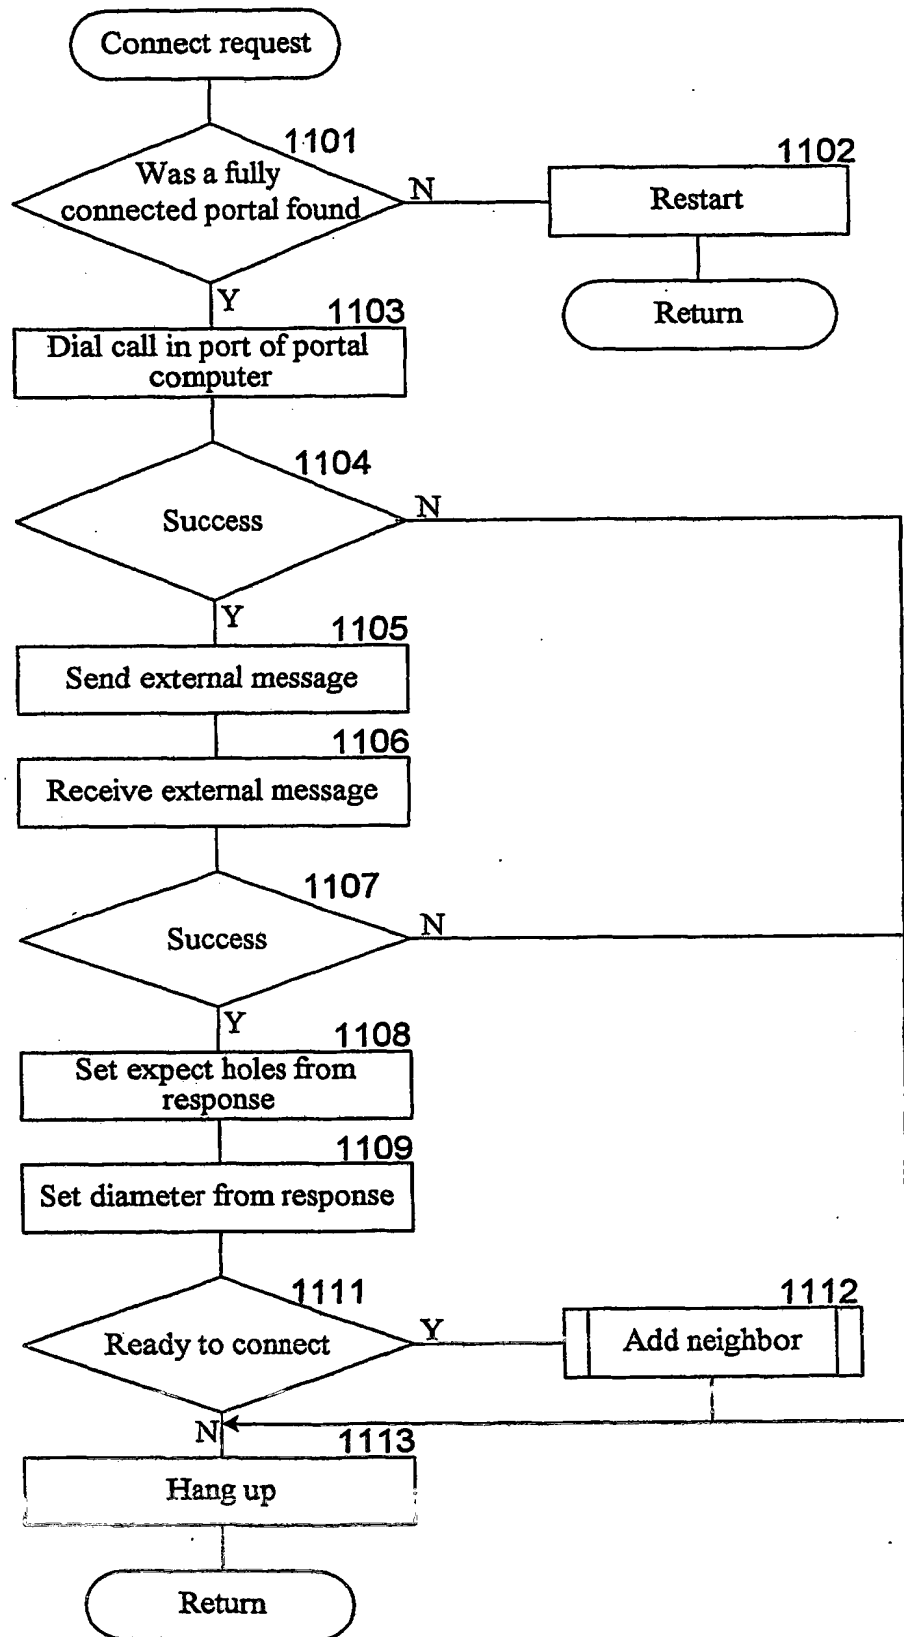 Connect request
1101
Was a fully
connected portal found
N
1102
Restart
Return
Y
1103
Dial call in port of portal
computer
1104
Success
N
Y
1105
Send external message
1106
Receive external message
1107
Success
N
Y
1108
Set expect holes from
response
1109
Set diameter from response
1111
Ready to connect
Y
1112
Add neighbor
N
1113
Hang up
Return